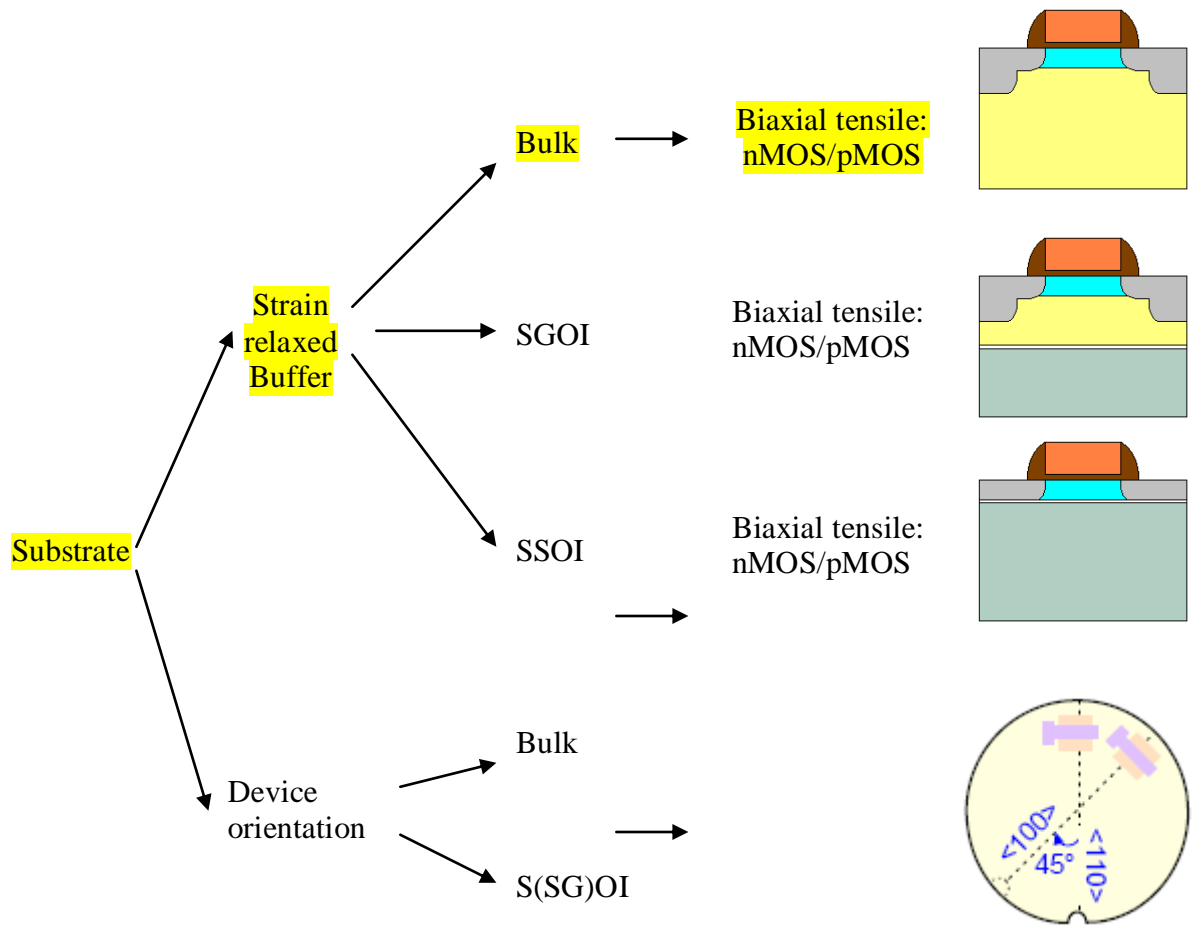 Bulk
Biaxial tensile:
nMOS/pMOS
Strain
relaxed
Buffer
SGOI
Biaxial tensile:
nMOS/pMOS
Substrate
SSOI
Biaxial tensile:
nMOS/pMOS
Bulk
Device
orientation
S(SG)OI
<100>
45°
<110>